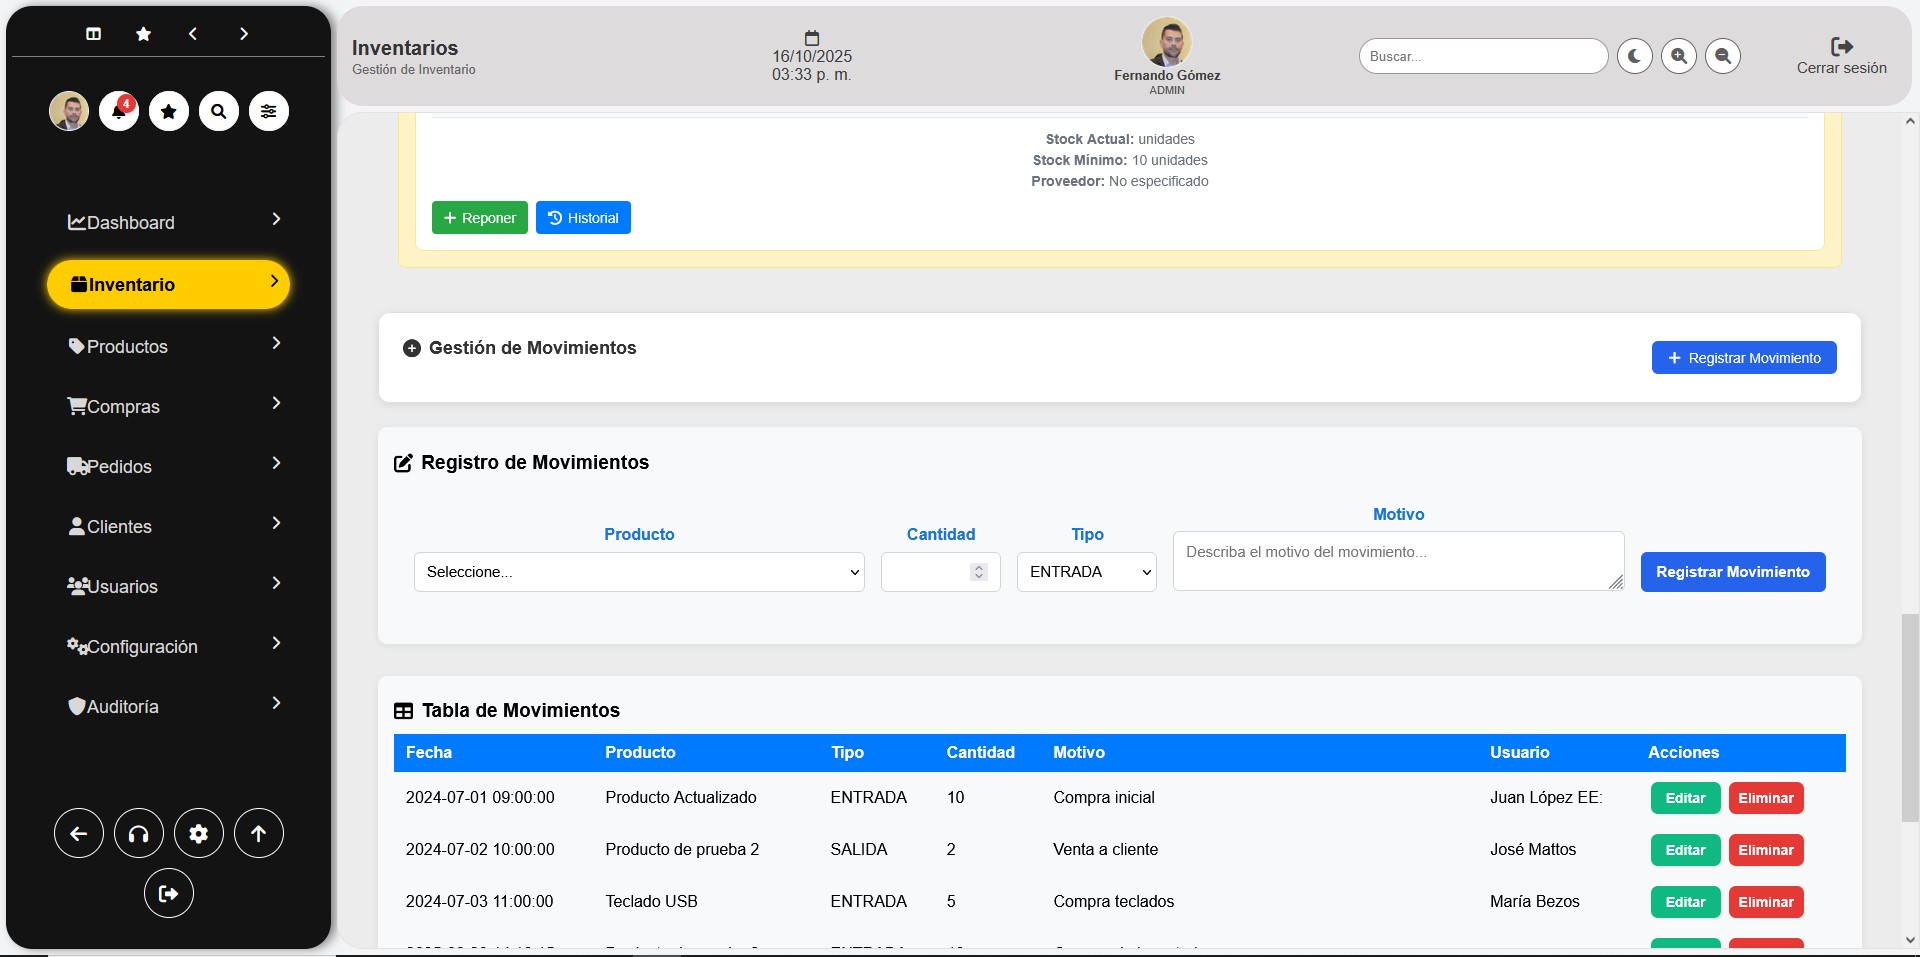 4
Dashboard
Inventario
Productos
Compras
Pedidos
Clientes
Usuarios
Configuración
Auditoría
Inventarios
Gestión de Inventario
16/10/2025
03:33 p. m.
Fernando Gómez
ADMIN
Buscar...
Cerrar sesión
Stock Actual: unidades
Stock Mínimo: 10 unidades
Proveedor: No especificado
Reponer Historial
Gestión de Movimientos
Registrar Movimiento
Registro de Movimientos
Producto Cantidad Tipo Motivo
Seleccione... ENTRADA Describa el motivo del movimiento... Registrar Movimiento
Tabla de Movimientos
Fecha Producto Tipo Cantidad Motivo Usuario Acciones
2024-07-01 09:00:00 Producto Actualizado ENTRADA 10 Compra inicial Juan López EE: Editar Eliminar
2024-07-02 10:00:00 Producto de prueba 2 SALIDA 2 Venta a cliente José Mattos Editar Eliminar
2024-07-03 11:00:00 Teclado USB ENTRADA 5 Compra teclados María Bezos Editar Eliminar